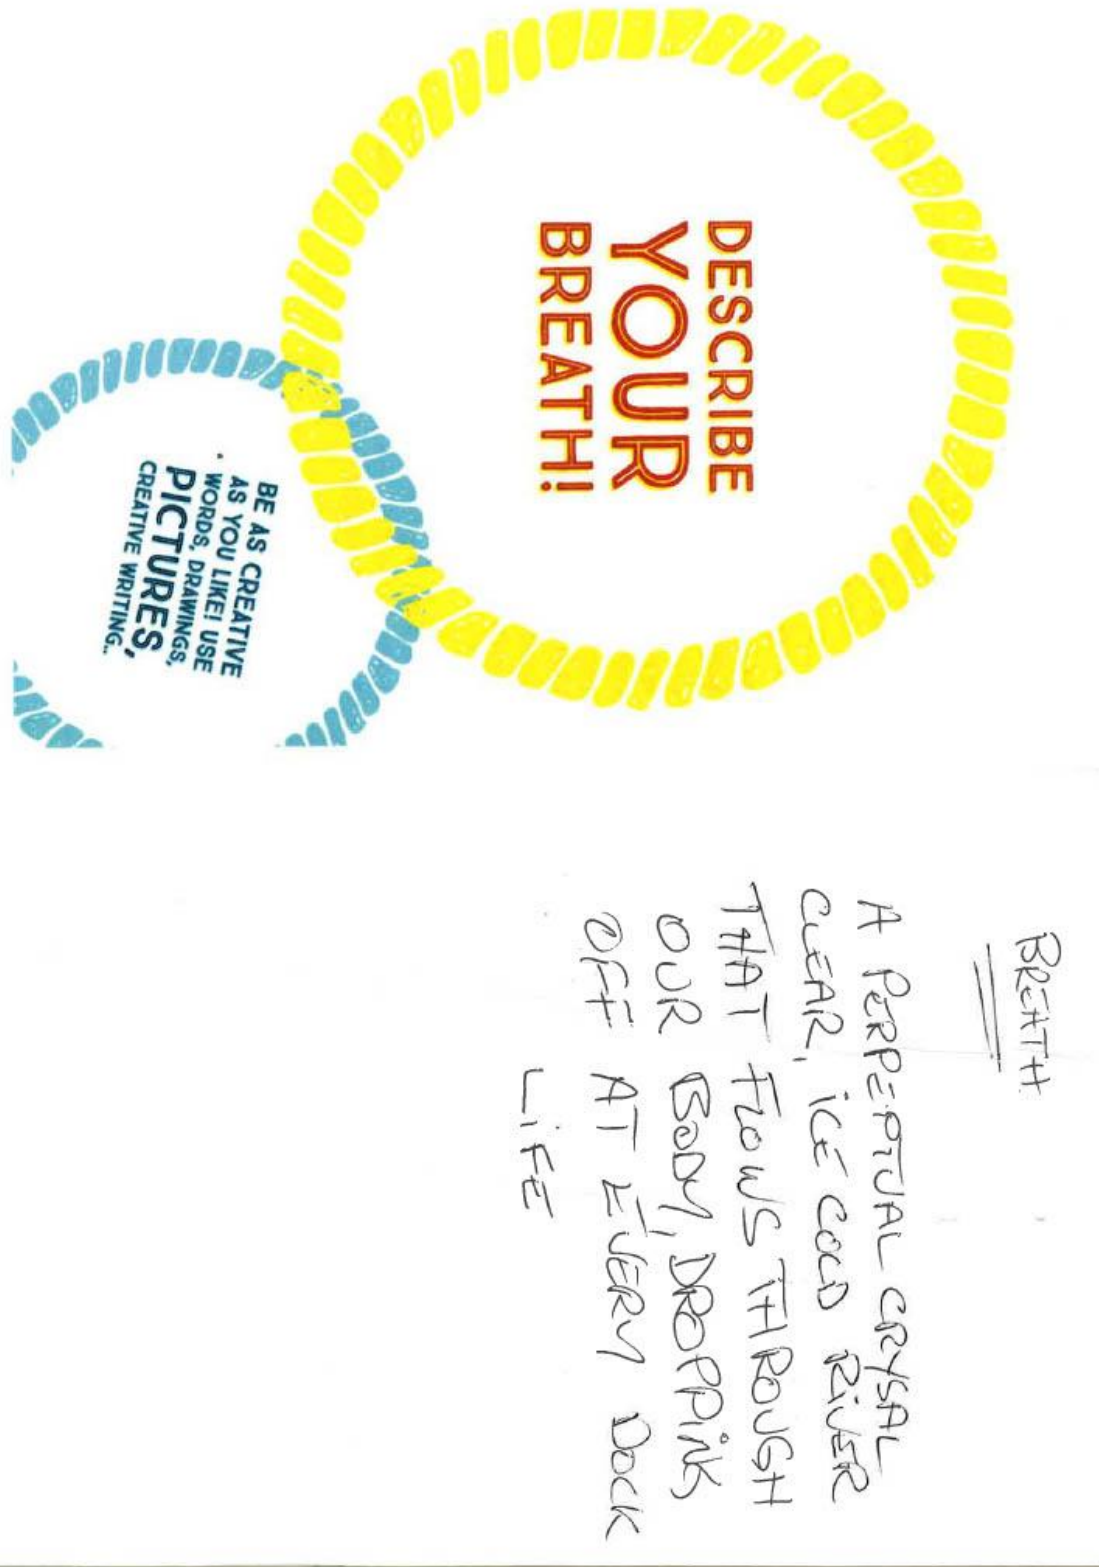 DESCRIBE
YOUR
BREATH!
BE AS CREATIVE
AS YOU LIKE! USE
WORDS, DRAWINGS,
PICTURES,
CREATIVE WRITING...
BREATH
A PERPEPTUAL CRYSAL
CLEAR, ICE COLD RIVER
THAT FLOWS THROUGH
OUR BODY, DROPPING
OFF AT EVERY DOCK
LIFE